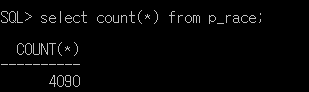 SQL> select count(*) from p_race;
COUNT(*)
----------
4090